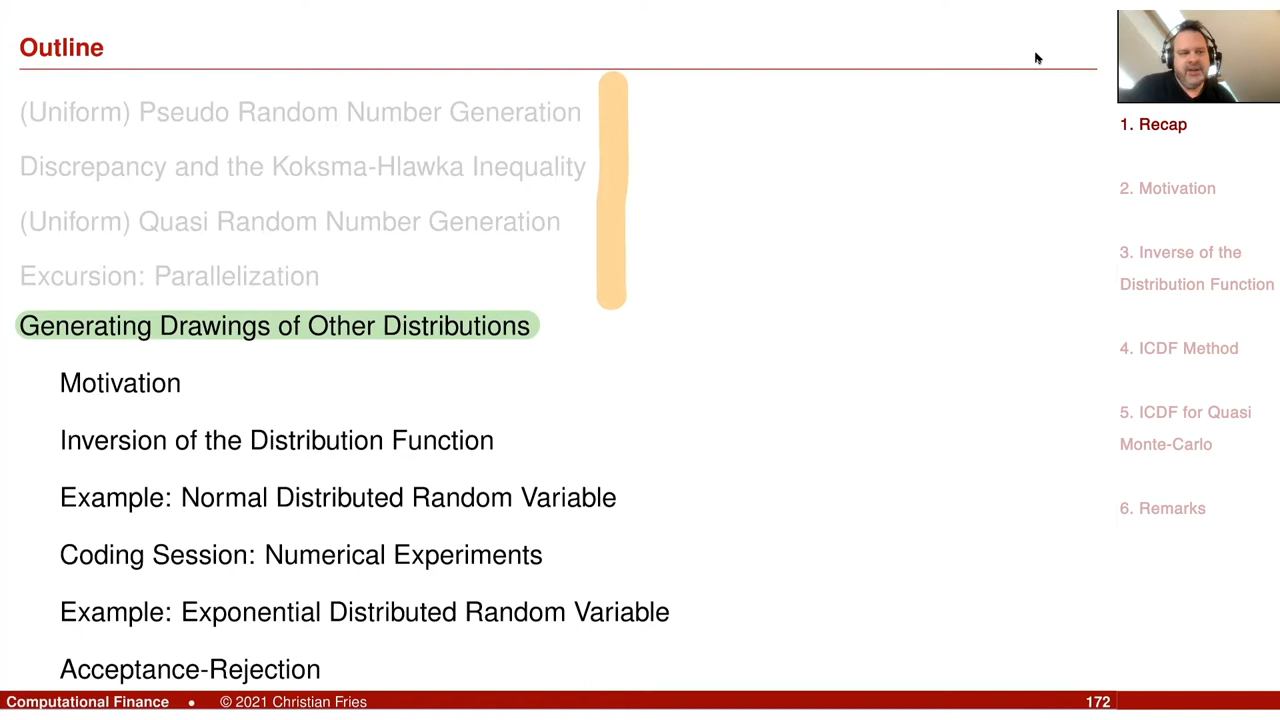 Outline
(Uniform) Pseudo Random Number Generation
Discrepancy and the Koksma-Hlawka Inequality
(Uniform) Quasi Random Number Generation
Excursion: Parallelization
Generating Drawings of Other Distributions
Motivation
Inversion of the Distribution Function
Example: Normal Distributed Random Variable
Coding Session: Numerical Experiments
Example: Exponential Distributed Random Variable
Acceptance-Rejection
1. Recap
2. Motivation
3. Inverse of the
Distribution Function
4. ICDF Method
5. ICDF for Quasi
Monte-Carlo
6. Remarks
Computational Finance • © 2021 Christian Fries 172